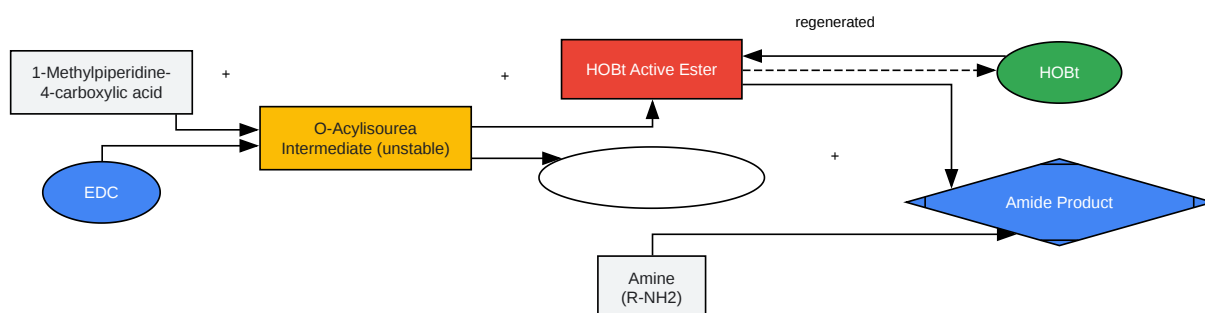 regenerated
1-Methylpiperidine-
4-carboxylic acid
+
+
HOBt Active Ester
HOBt
O-Acylisourea
Intermediate (unstable)
+
EDC
Amide Product
Amine
(R-NH2)